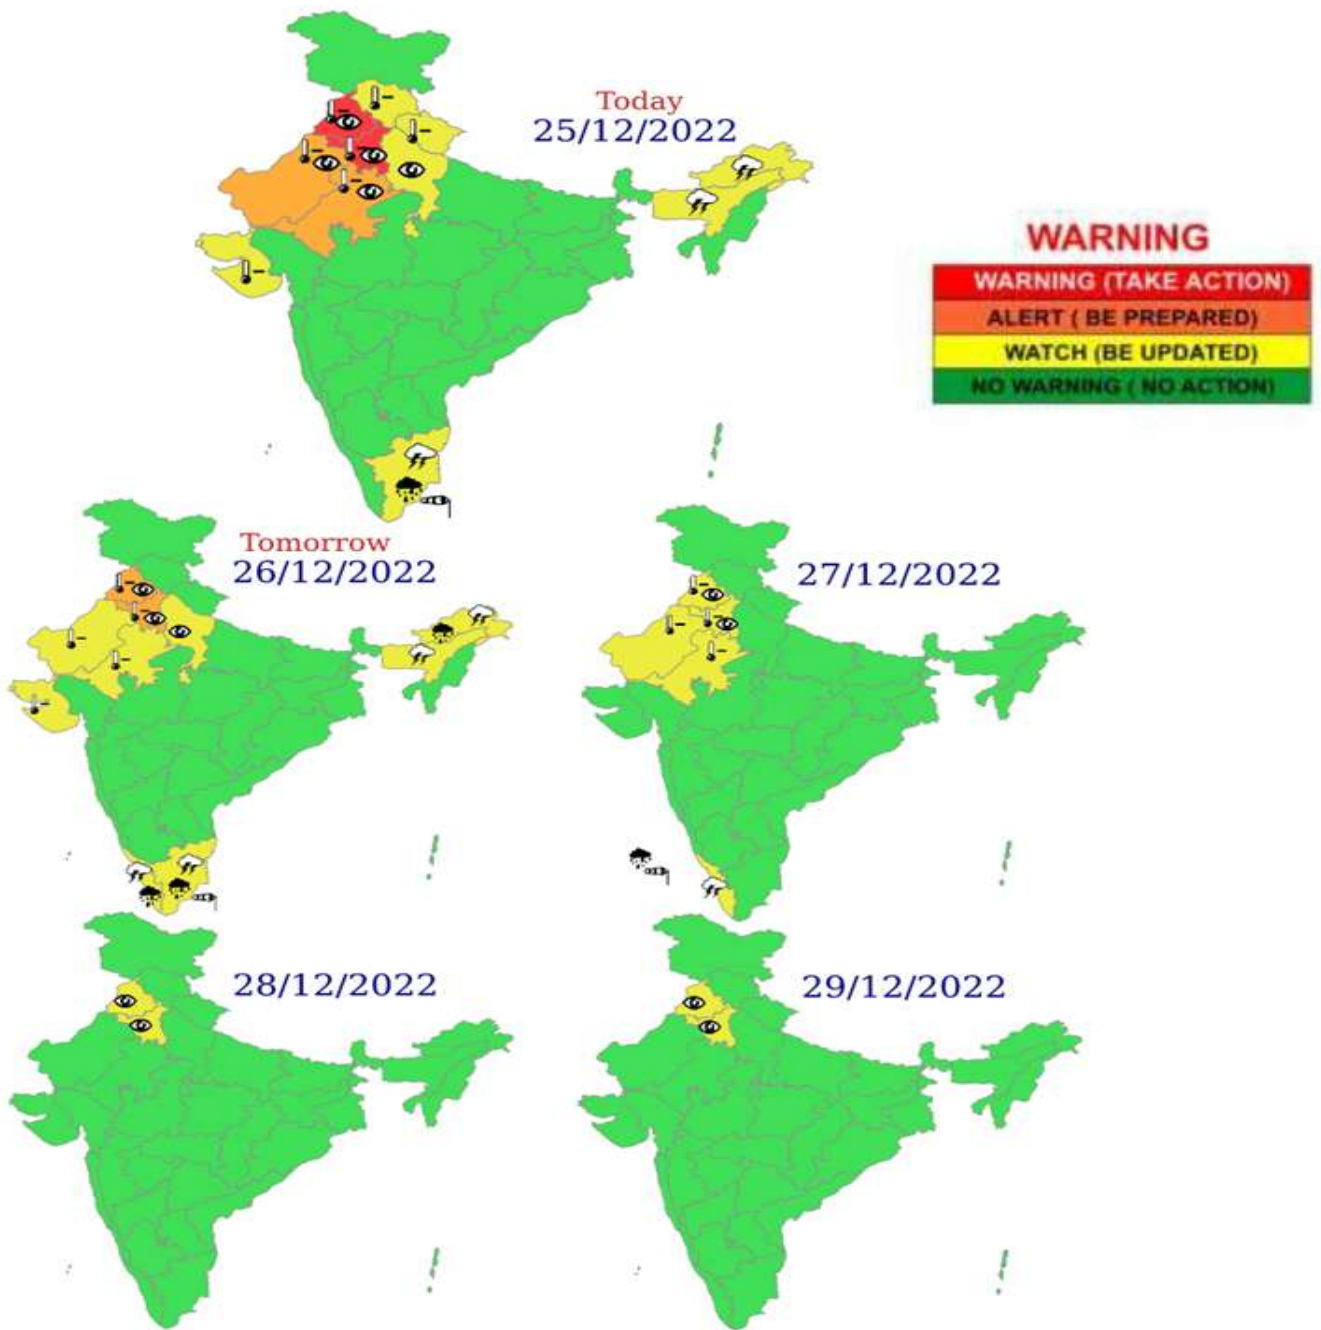 Today
25/12/2022
WARNING
WARNING (TAKE ACTION)
ALERT ( BE PREPARED)
WATCH (BE UPDATED)
NO WARNING ( NO ACTION)
Tomorrow
26/12/2022
27/12/2022
28/12/2022
29/12/2022